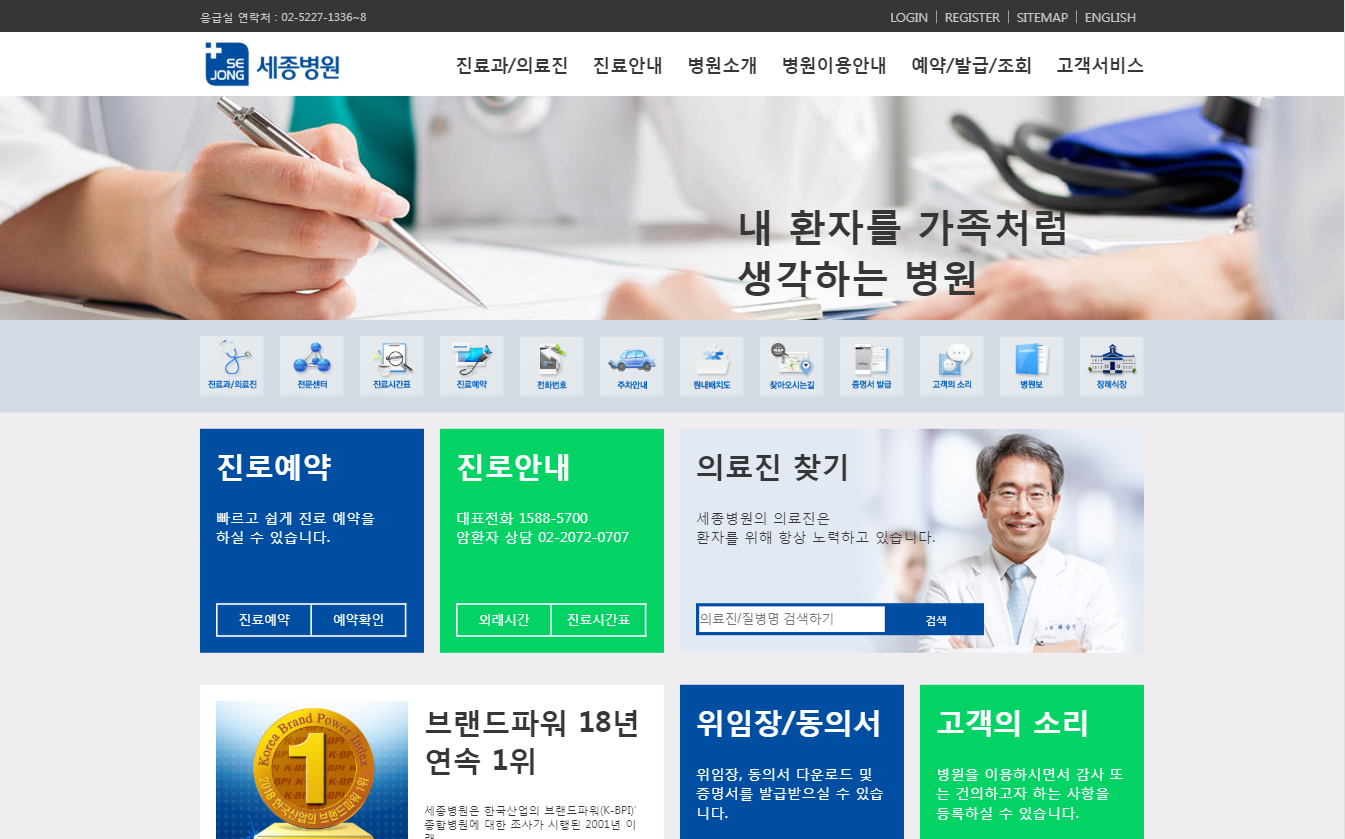 응급실 연락처 : 02-5227-1336~8
LOGIN | REGISTER | SITEMAP | ENGLISH
SE
JONG
세종병원
진료과/의료진 진료안내 병원소개 병원이용안내 예약/발급/조회 고객서비스
내 환자를 가족처럼
생각하는 병원
진료과/의료진 전문센터 진료시간표 진료예약 전화번호 주차안내 원내배치도 찾아오시는길 증명서 발급 고객의 소리 병원보 장례식장
진로예약
빠르고 쉽게 진료 예약을
하실 수 있습니다.
진료예약 예약확인
진로안내
대표전화 1588-5700
암환자 상담 02-2072-0707
외래시간 진료시간표
의료진 찾기
세종병원의 의료진은
환자를 위해 항상 노력하고 있습니다.
의료진/질병명 검색하기 검색
Korea Brand Power Index
1
K-BPI
2018 한국산업의 브랜드파워 1위
브랜드파워 18년
연속 1위
세종병원은 한국산업의 브랜드파워(K-BPI)'
종합병원에 대한 조사가 시행된 2001년 이
래
위임장/동의서
위임장, 동의서 다운로드 및
증명서를 발급받으실 수 있습
니다.
고객의 소리
병원을 이용하시면서 감사 또
는 건의하고자 하는 사항을
등록하실 수 있습니다.